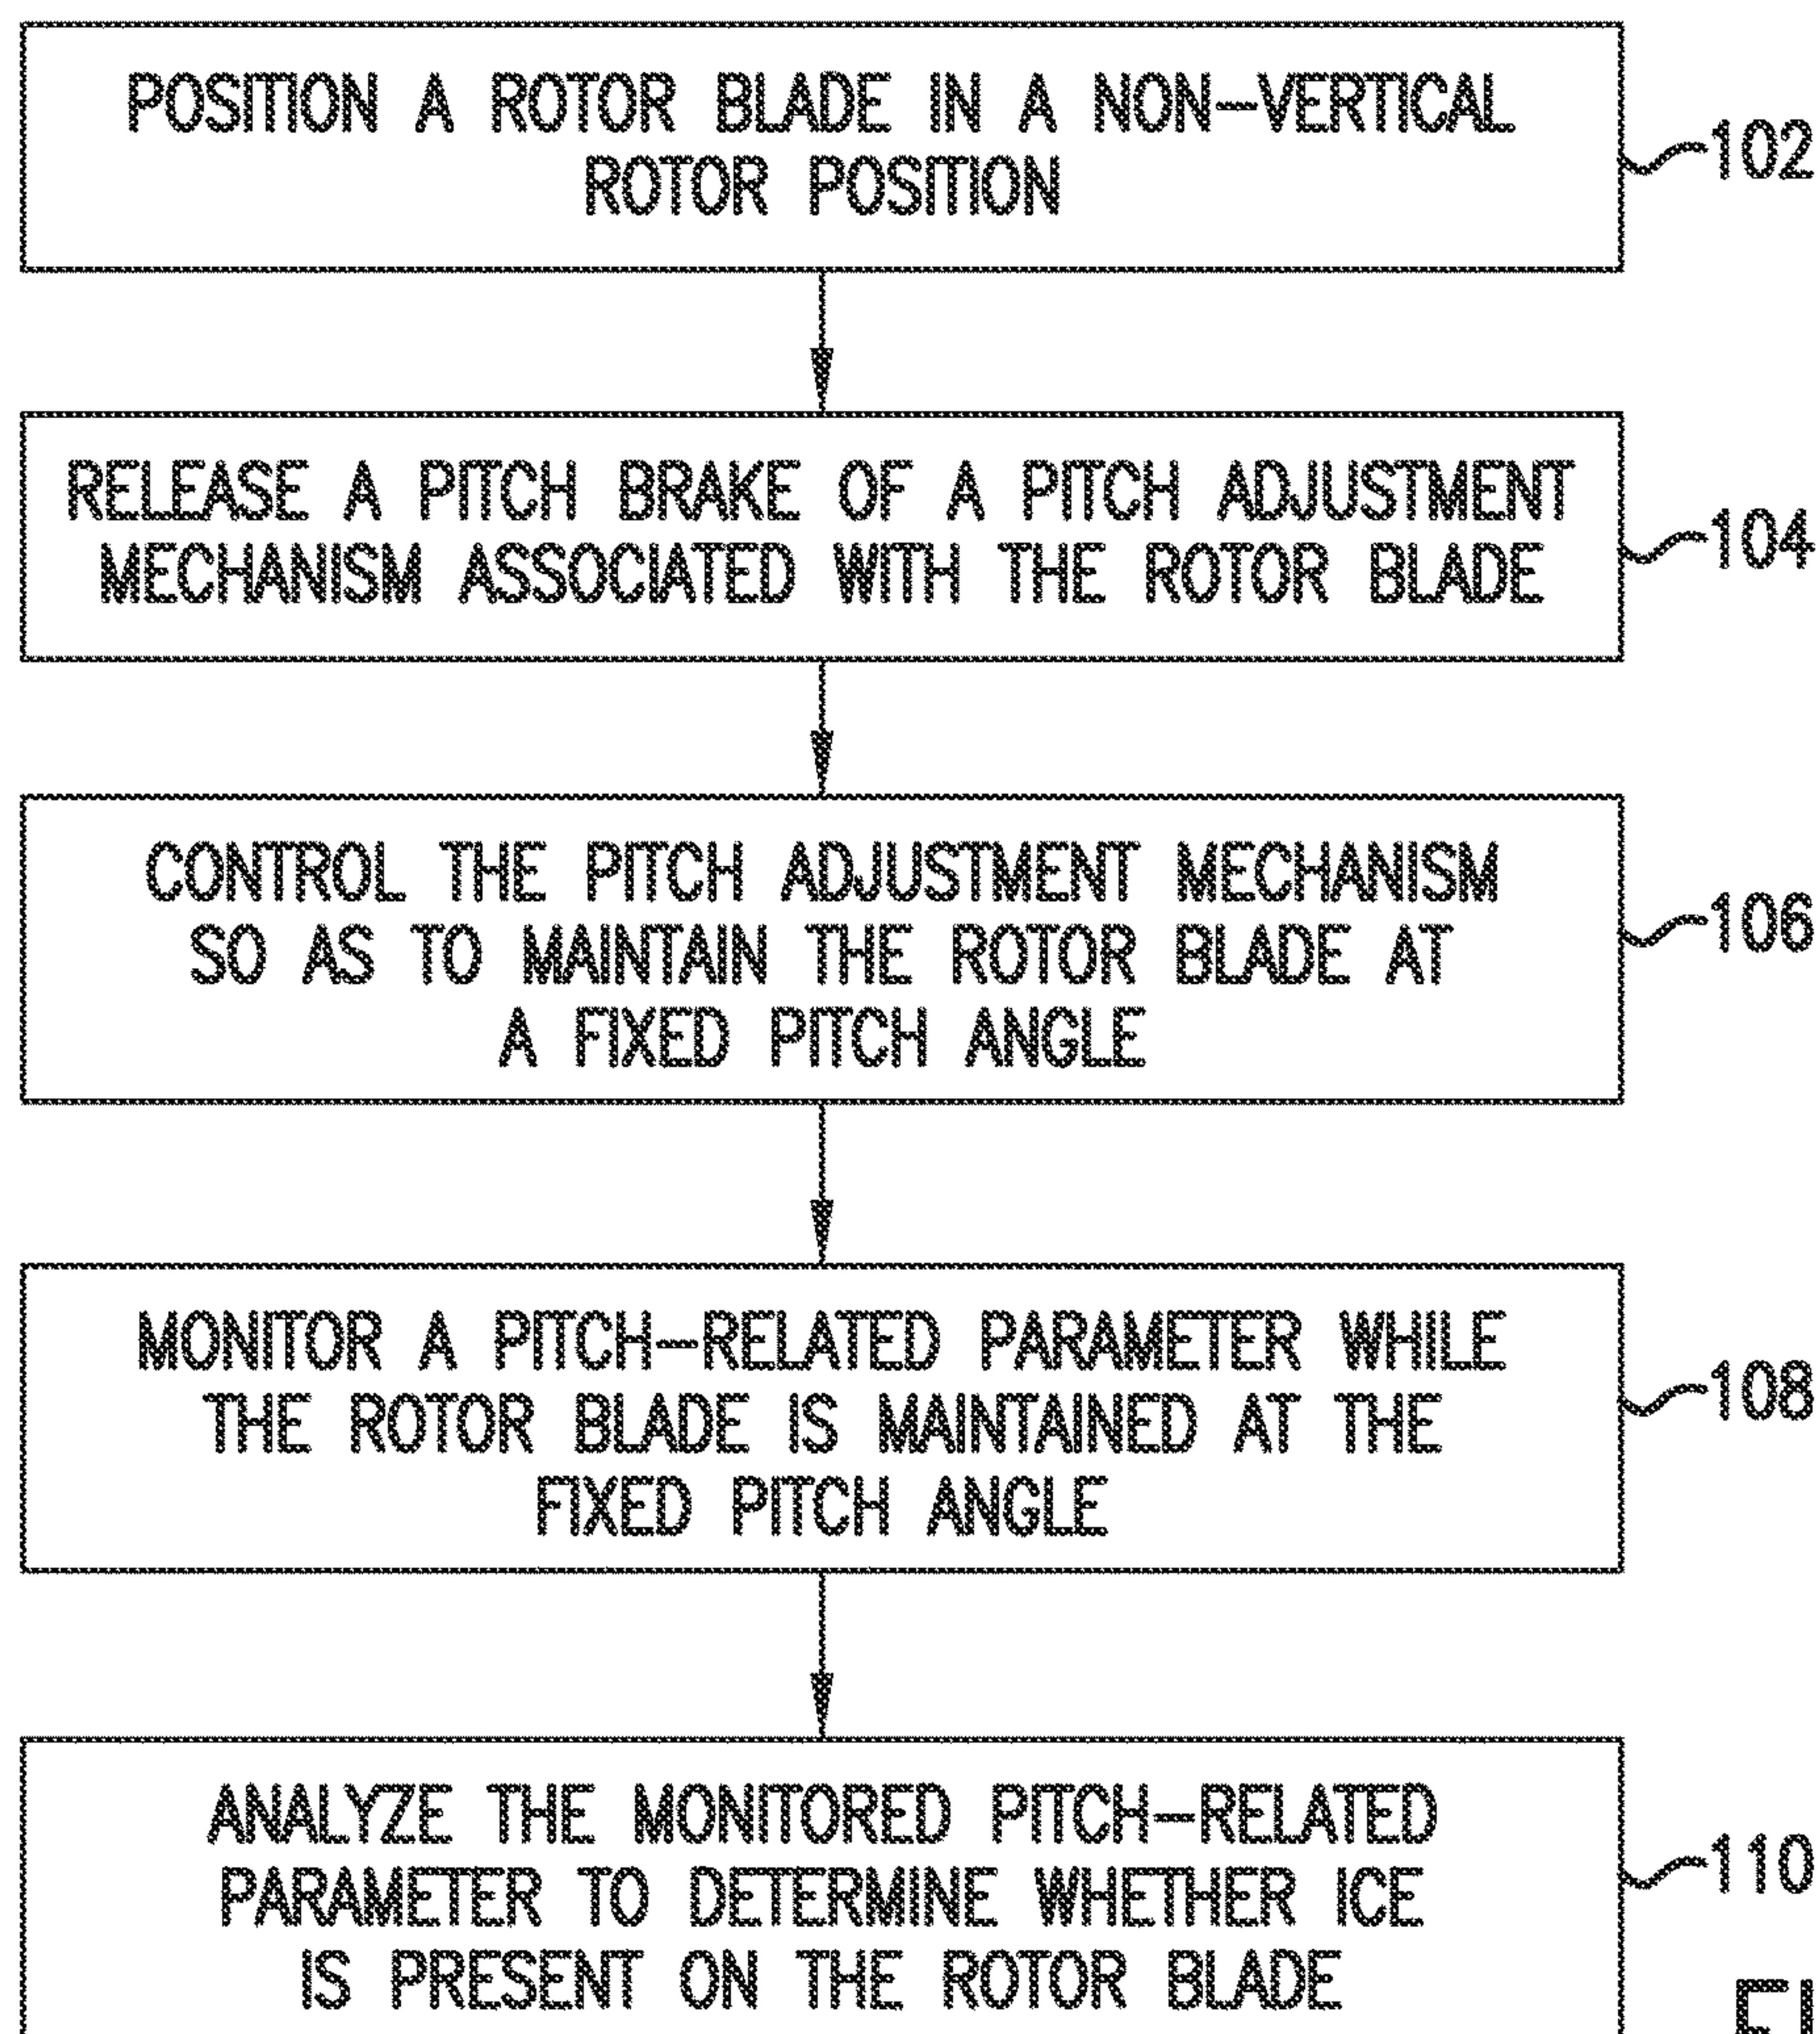 POSITION A ROTOR BLADE IN A NON-VERTICAL
ROTOR POSITION
102
RELEASE A PITCH BRAKE OF A PITCH ADJUSTMENT
MECHANISM ASSOCIATED WITH THE ROTOR BLADE
104
CONTROL THE PITCH ADJUSTMENT MECHANISM
SO AS TO MAINTAIN THE ROTOR BLADE AT
A FIXED PITCH ANGLE
106
MONITOR A PITCH-RELATED PARAMETER WHILE
THE ROTOR BLADE IS MAINTAINED AT THE
FIXED PITCH ANGLE
108
ANALYZE THE MONITORED PITCH-RELATED
PARAMETER TO DETERMINE WHETHER ICE
IS PRESENT ON THE ROTOR BLADE
110